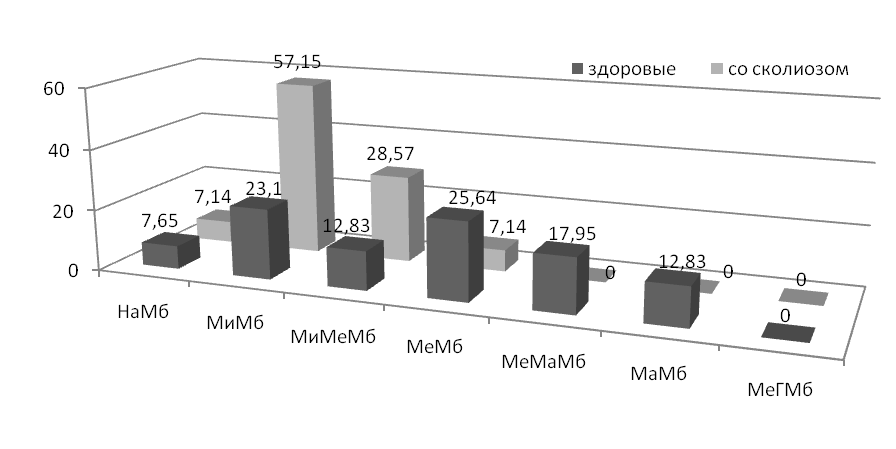 57,15
здоровые со сколиозом
60
40
20
0
28,57
7,14 23,1
25,64
7,65
12,83
7,14
17,95
0
12,83
0
0
0
НаМб
МиМб
МиМеМб
МеМб
МеМаМб
МаМб
МеГМб